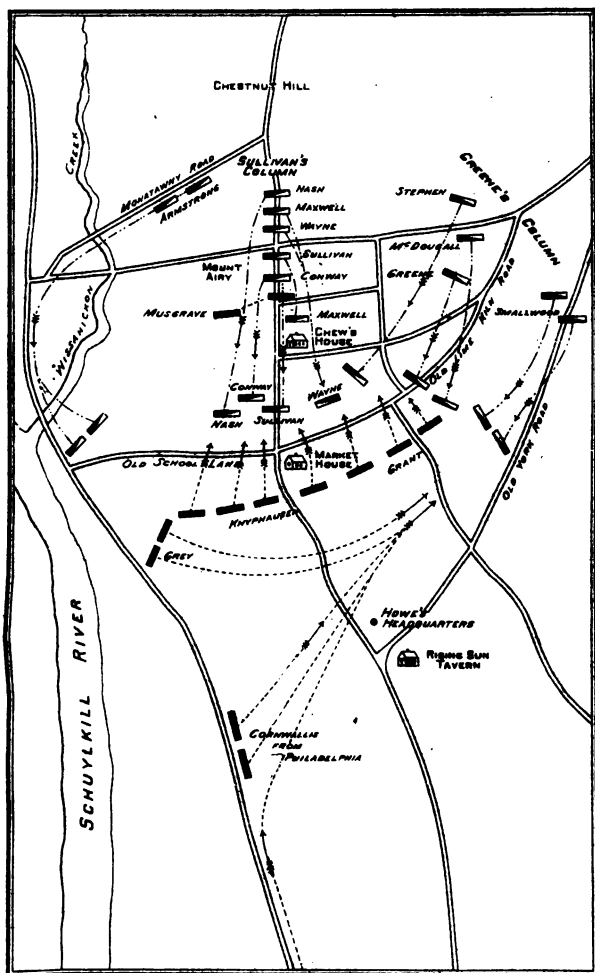 CHESTNUT HILL
CREEK
MONATAWNY ROAD
ARMSTRONG
SULLIVAN'S
COLUMN
NASH
MAXWELL
WAYNE
SULLIVAN
CONWAY
STEPHEN
GREENE'S
COLUMN
MCDOUGALL
GREENE
MOUNT
AIRY
MUSGRAVE
MAXWELL
CHEW'S
HOUSE
OLD LIME KILN ROAD
SMALLWOOD
WISSAHICKON
CONWAY
WAYNE
NASH
SULLIVAN
OLD SCHOOL LANE
MARKET
HOUSE
GRANT
OLD YORK ROAD
KNYPHAUSEN
GREY
HOWE'S
HEADQUARTERS
RISING SUN
TAVERN
SCHUYLKILL RIVER
CORNWALLIS
FROM
PHILADELPHIA